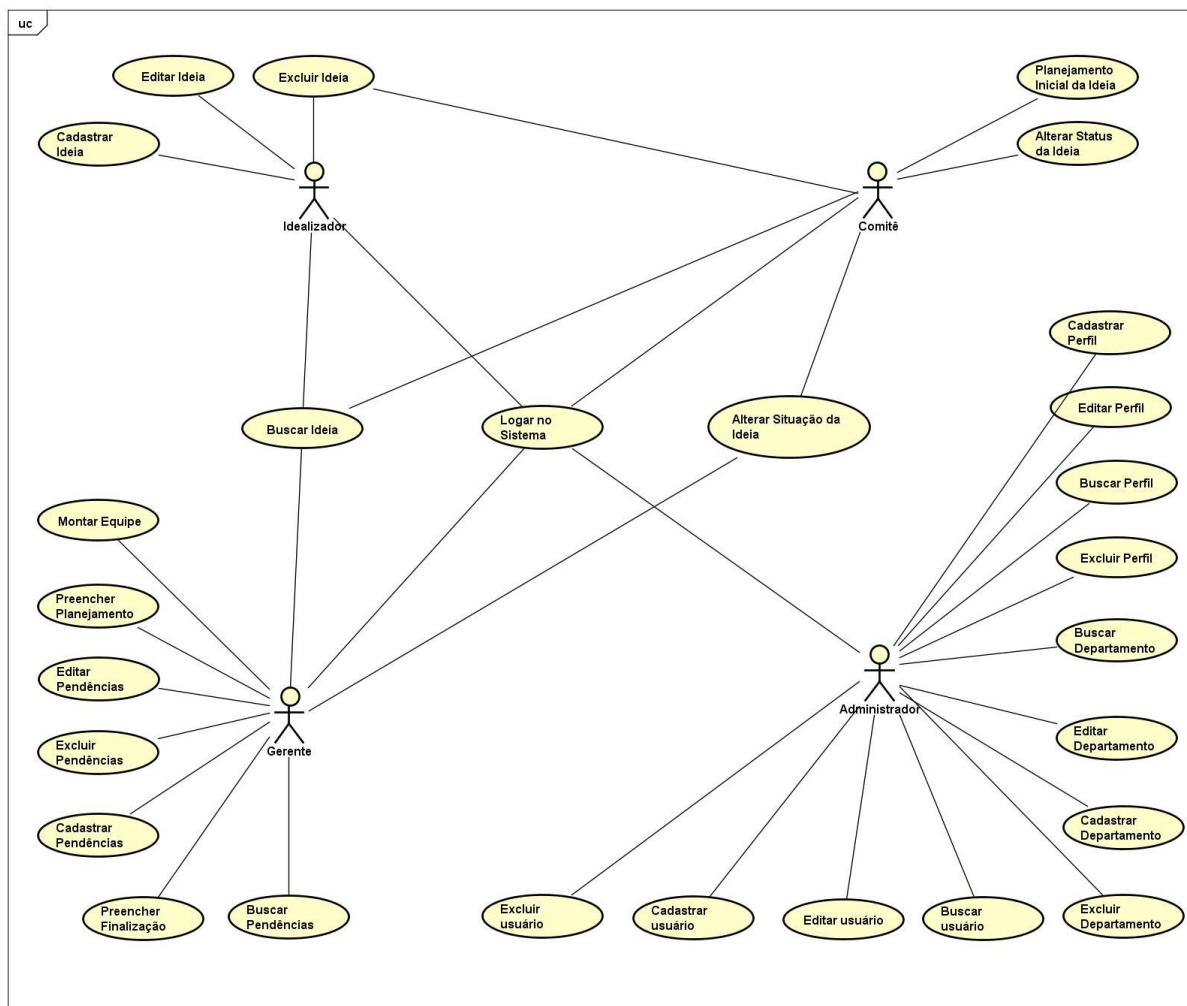 uc
Editar Ideia
Excluir Ideia
Planejamento
Inicial da Ideia
Cadastrar
Ideia
Alterar Status
da Ideia
Idealizador
Comitê
Cadastrar
Perfil
Editar Perfil
Buscar Ideia
Logar no
Sistema
Alterar Situação da
Ideia
Buscar Perfil
Montar Equipe
Excluir Perfil
Preencher
Planejamento
Buscar
Departamento
Editar
Pendências
Administrador
Gerente
Excluir
Pendências
Editar
Departamento
Cadastrar
Pendências
Cadastrar
Departamento
Preencher
Finalização
Buscar
Pendências
Excluir
usuário
Cadastrar
usuário
Editar usuário
Buscar
usuário
Excluir
Departamento